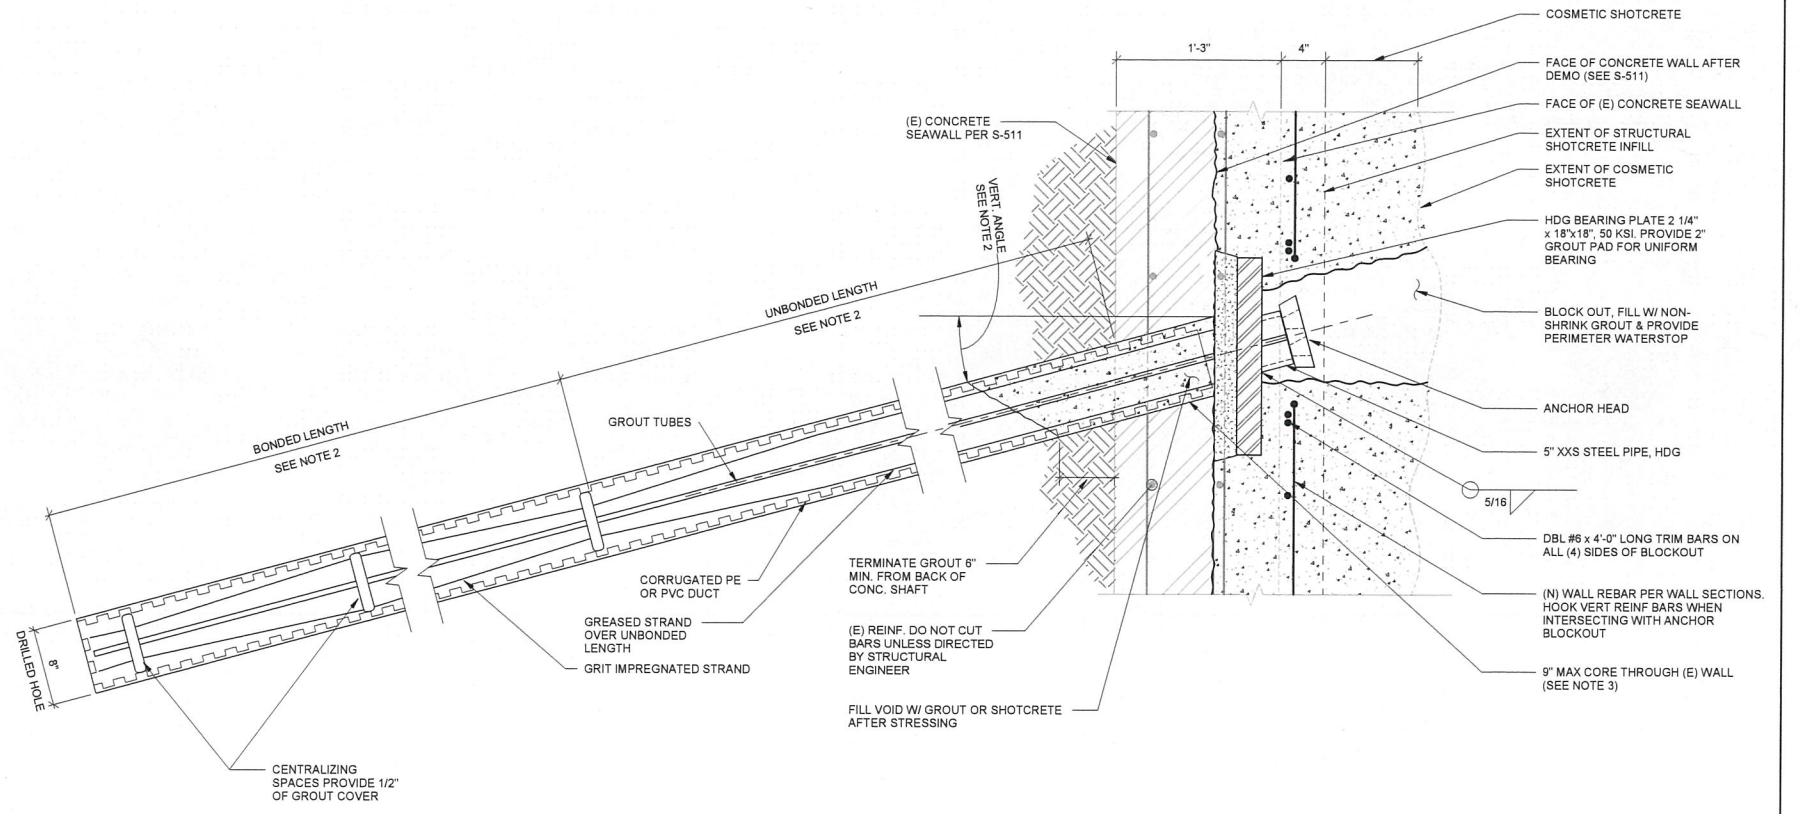 COSMETIC SHOTCRETE
1'-3"
4"
FACE OF CONCRETE WALL AFTER
DEMO (SEE S-511)
FACE OF (E) CONCRETE SEAWALL
(E) CONCRETE
SEAWALL PER S-511
EXTENT OF STRUCTURAL
SHOTCRETE INFILL
EXTENT OF COSMETIC
SHOTCRETE
VERT. ANGLE
SEE NOTE 2
HDG BEARING PLATE 2 1/4"
x 18"x18", 50 KSI. PROVIDE 2"
GROUT PAD FOR UNIFORM
BEARING
UNBONDED LENGTH
SEE NOTE 2
BLOCK OUT, FILL W/ NON-
SHRINK GROUT & PROVIDE
PERIMETER WATERSTOP
BONDED LENGTH
SEE NOTE 2
GROUT TUBES
ANCHOR HEAD
5" XXS STEEL PIPE, HDG
5/16
DBL #6 x 4'-0" LONG TRIM BARS ON
ALL (4) SIDES OF BLOCKOUT
TERMINATE GROUT 6"
MIN. FROM BACK OF
CONC. SHAFT
CORRUGATED PE
OR PVC DUCT
(N) WALL REBAR PER WALL SECTIONS.
HOOK VERT REINF BARS WHEN
INTERSECTING WITH ANCHOR
BLOCKOUT
GREASED STRAND
OVER UNBONDED
LENGTH
(E) REINF. DO NOT CUT
BARS UNLESS DIRECTED
BY STRUCTURAL
ENGINEER
GRIT IMPREGNATED STRAND
9" MAX CORE THROUGH (E) WALL
(SEE NOTE 3)
8"
DRILLED HOLE
FILL VOID W/ GROUT OR SHOTCRETE
AFTER STRESSING
CENTRALIZING
SPACES PROVIDE 1/2"
OF GROUT COVER